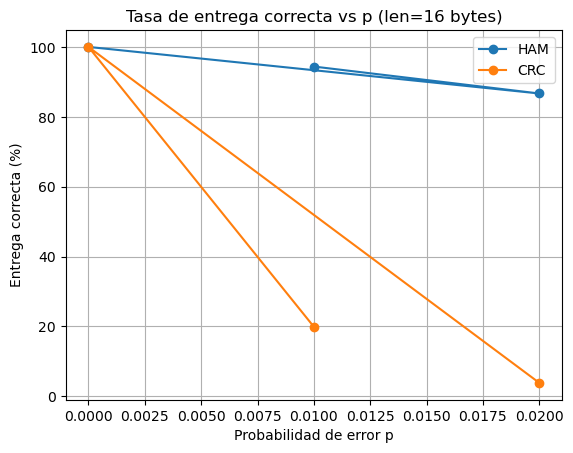 Tasa de entrega correcta vs p (len=16 bytes)
HAM
CRC
Entrega correcta (%)
100
80
60
40
20
0
0.0000 0.0025 0.0050 0.0075 0.0100 0.0125 0.0150 0.0175 0.0200
Probabilidad de error p